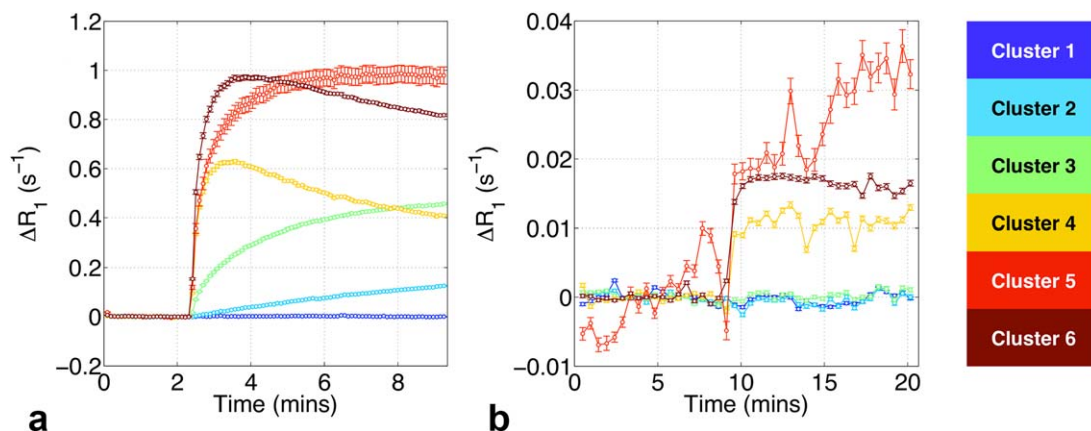 1.2
1
0.8
0.6
0.4
0.2
0
−0.2
ΔR1 (s−1)
0 2 4 6 8
Time (mins)
a
0.04
0.03
0.02
0.01
0
−0.01
ΔR1 (s−1)
0 5 10 15 20
Time (mins)
b
Cluster 1
Cluster 2
Cluster 3
Cluster 4
Cluster 5
Cluster 6